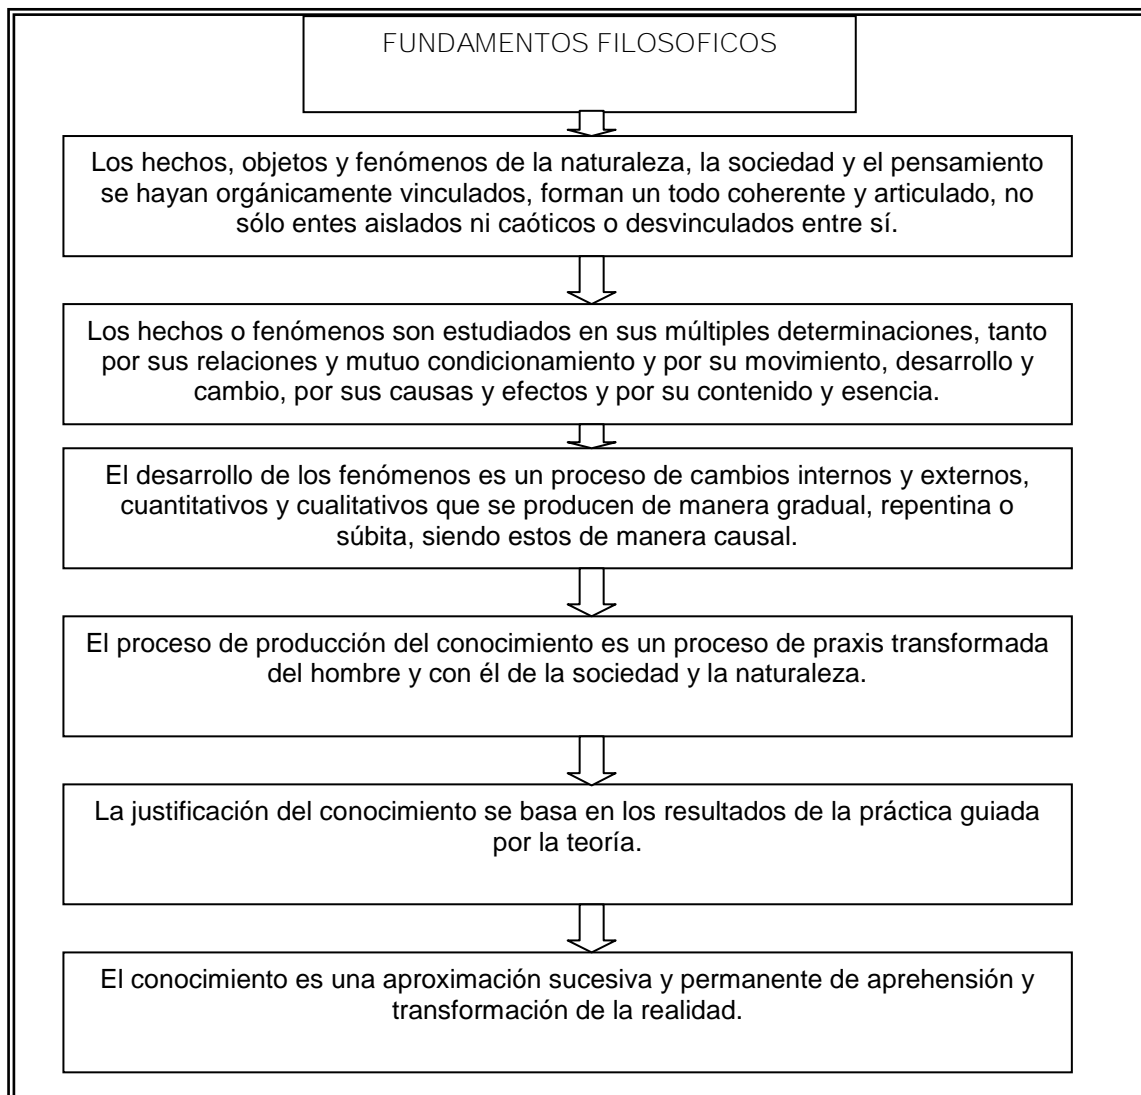 FUNDAMENTOS FILOSOFICOS
Los hechos, objetos y fenómenos de la naturaleza, la sociedad y el pensamiento
se hayan orgánicamente vinculados, forman un todo coherente y articulado, no
sólo entes aislados ni caóticos o desvinculados entre sí.
Los hechos o fenómenos son estudiados en sus múltiples determinaciones, tanto
por sus relaciones y mutuo condicionamiento y por su movimiento, desarrollo y
cambio, por sus causas y efectos y por su contenido y esencia.
El desarrollo de los fenómenos es un proceso de cambios internos y externos,
cuantitativos y cualitativos que se producen de manera gradual, repentina o
súbita, siendo estos de manera causal.
El proceso de producción del conocimiento es un proceso de praxis transformada
del hombre y con él de la sociedad y la naturaleza.
La justificación del conocimiento se basa en los resultados de la práctica guiada
por la teoría.
El conocimiento es una aproximación sucesiva y permanente de aprehensión y
transformación de la realidad.